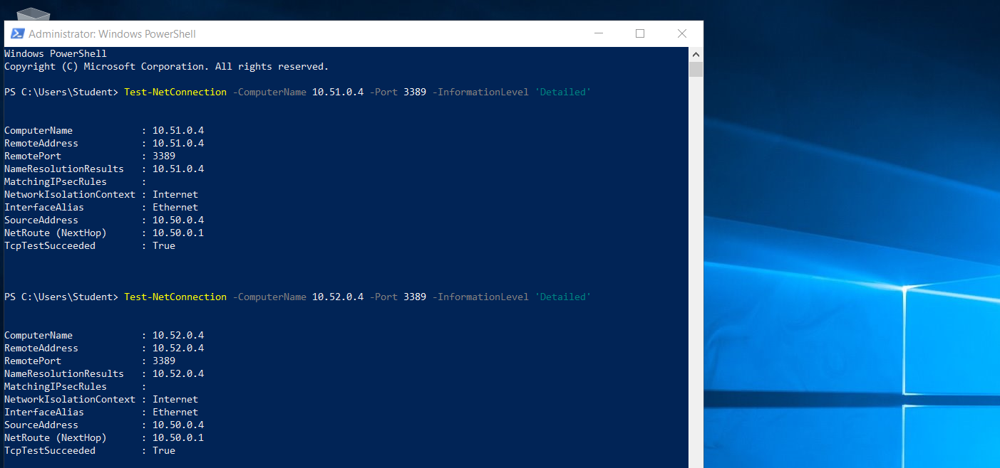 Administrator: Windows PowerShell
Windows PowerShell
Copyright (C) Microsoft Corporation. All rights reserved.
PS C:\Users\Student> Test-NetConnection -ComputerName 10.51.0.4 -Port 3389 -InformationLevel 'Detailed'
ComputerName            : 10.51.0.4
RemoteAddress           : 10.51.0.4
RemotePort              : 3389
NameResolutionResults   : 10.51.0.4
MatchingIPsecRules      :
NetworkIsolationContext : Internet
InterfaceAlias          : Ethernet
SourceAddress           : 10.50.0.4
NetRoute (NextHop)      : 10.50.0.1
TcpTestSucceeded        : True
PS C:\Users\Student> Test-NetConnection -ComputerName 10.52.0.4 -Port 3389 -InformationLevel 'Detailed'
ComputerName            : 10.52.0.4
RemoteAddress           : 10.52.0.4
RemotePort              : 3389
NameResolutionResults   : 10.52.0.4
MatchingIPsecRules      :
NetworkIsolationContext : Internet
InterfaceAlias          : Ethernet
SourceAddress           : 10.50.0.4
NetRoute (NextHop)      : 10.50.0.1
TcpTestSucceeded        : True